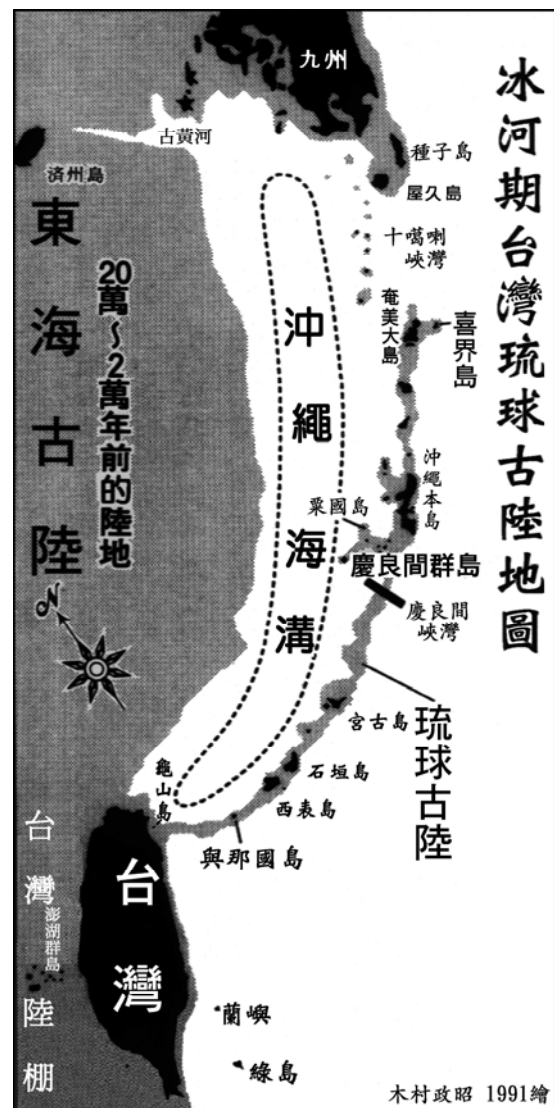 冰河期台灣琉球古陸地圖
九州
古黃河
種子島
済州島
屋久島
十噶喇
峽灣
東海古陸
20萬～2萬年前的陸地
奄美大島
喜界島
沖繩海溝
沖繩本島
粟國島
慶良間群島
慶良間
峽灣
N
宮古島
琉球古陸
石垣島
西表島
龜山島
與那國島
台灣陸棚
澎湖群島
台灣
蘭嶼
綠島
木村政昭 1991繪